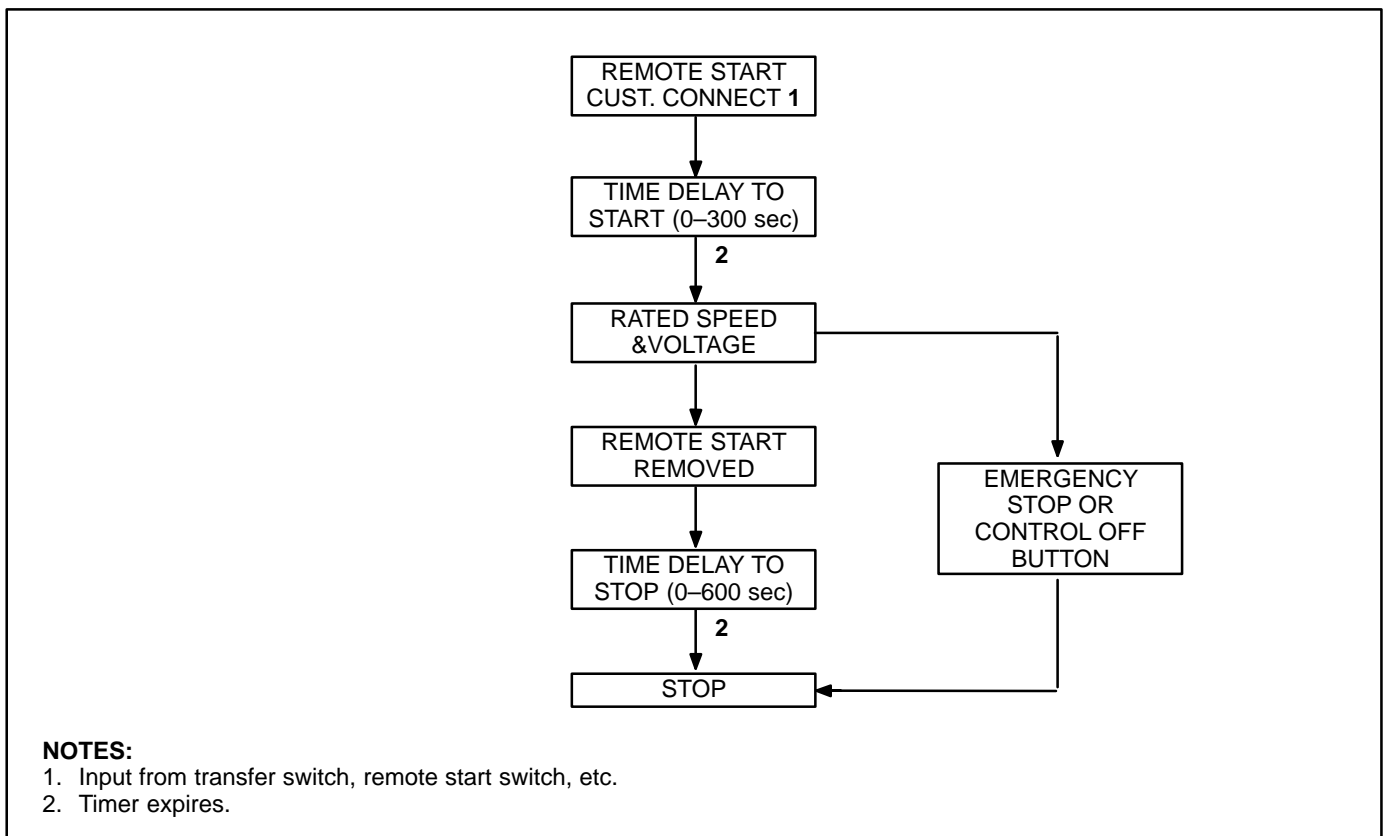 REMOTE START
CUST. CONNECT 1
TIME DELAY TO
START (0–300 sec)
2
RATED SPEED
&VOLTAGE
REMOTE START
REMOVED
EMERGENCY
STOP OR
CONTROL OFF
BUTTON
TIME DELAY TO
STOP (0–600 sec)
2
STOP
NOTES:
1. Input from transfer switch, remote start switch, etc.
2. Timer expires.